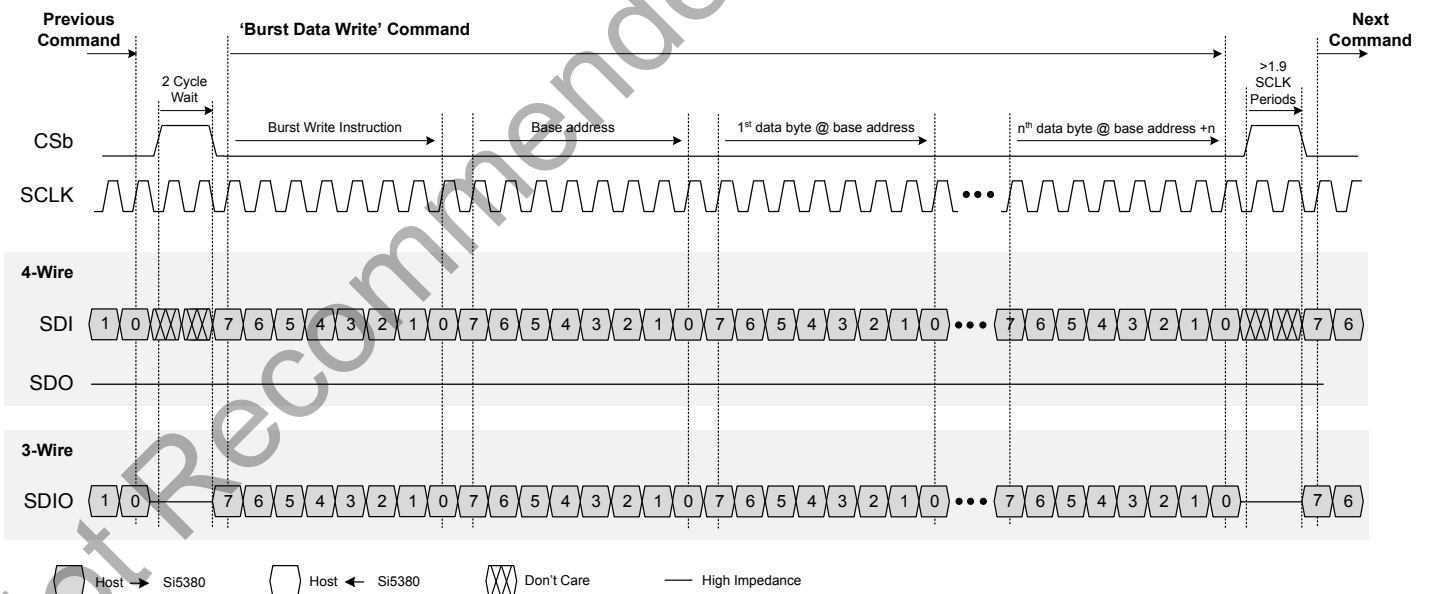 Previous
Command
'Burst Data Write' Command
Next
Command
2 Cycle
Wait
>1.9
SCLK
Periods
Burst Write Instruction
Base address
1st data byte @ base address
nth data byte @ base address +n
CSb
SCLK
4-Wire
SDI 1 0 7 6 5 4 3 2 1 0 7 6 5 4 3 2 1 0 7 6 5 4 3 2 1 0 ••• 7 6 5 4 3 2 1 0 7 6
SDO
3-Wire
SDIO 1 0 7 6 5 4 3 2 1 0 7 6 5 4 3 2 1 0 7 6 5 4 3 2 1 0 ••• 7 6 5 4 3 2 1 0 7 6
Host → Si5380
Host ← Si5380
Don't Care
High Impedance
Not Recommende